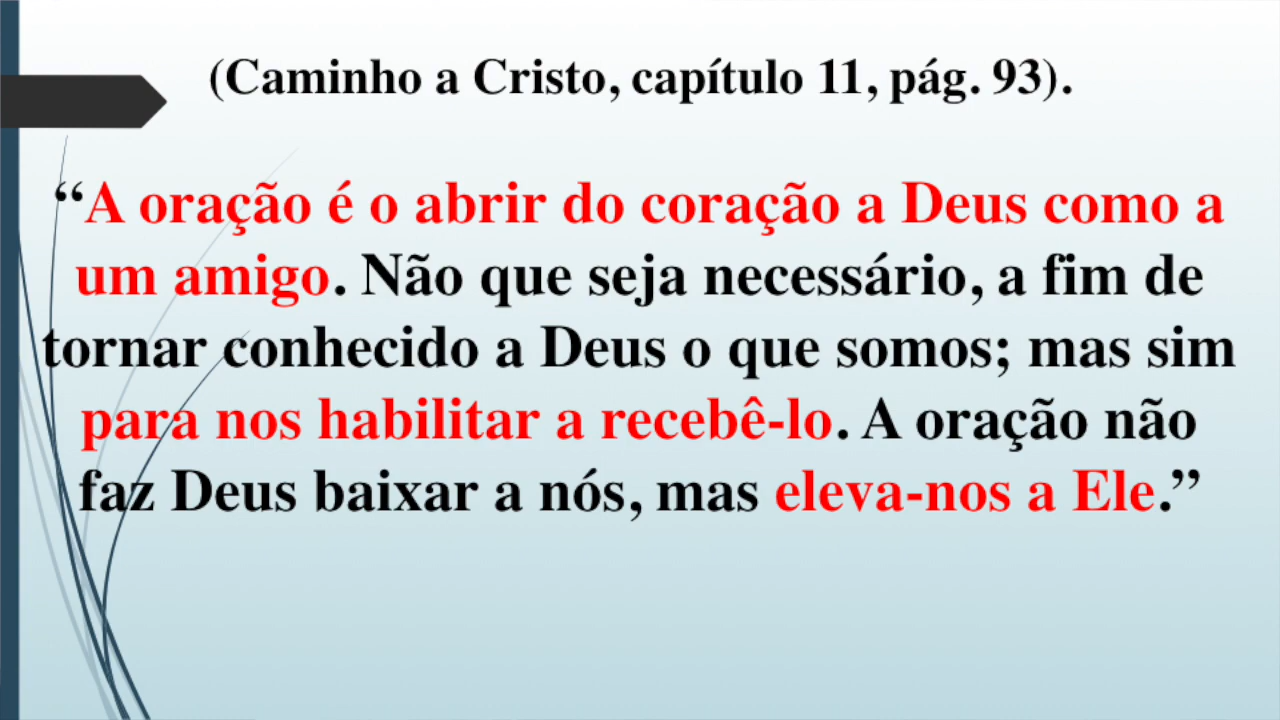 (Caminho a Cristo, capítulo 11, pág. 93).
“A oração é o abrir do coração a Deus como a
um amigo. Não que seja necessário, a fim de
tornar conhecido a Deus o que somos; mas sim
para nos habilitar a recebê-lo. A oração não
faz Deus baixar a nós, mas eleva-nos a Ele.”